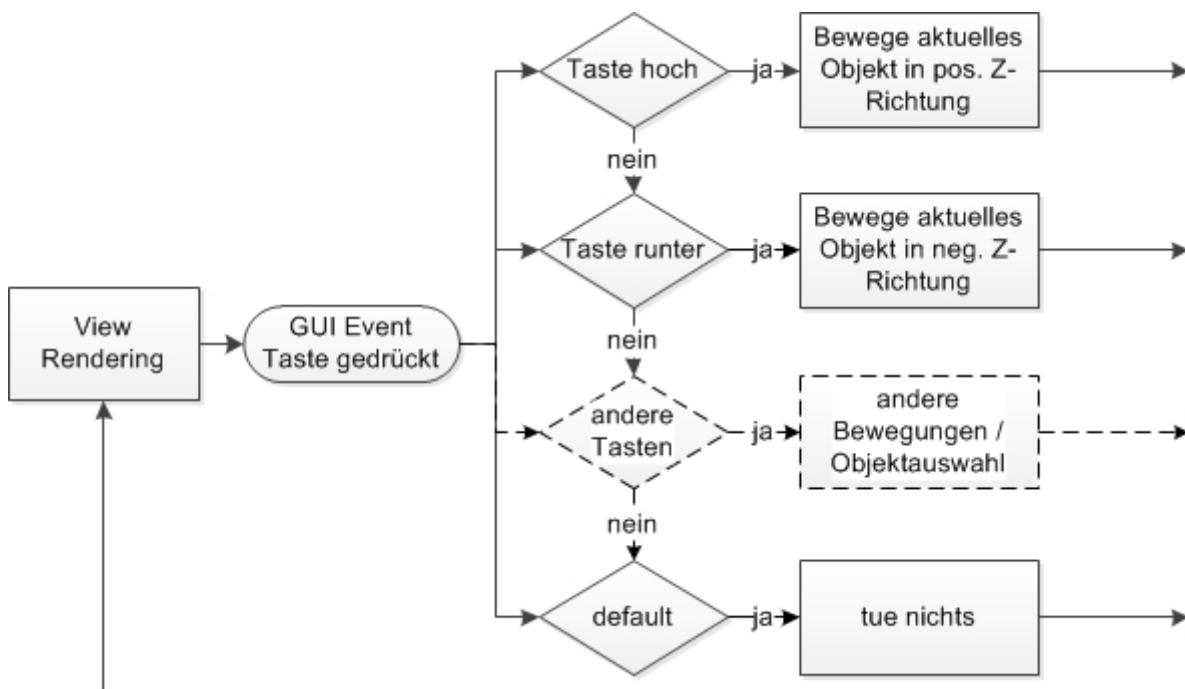 Taste hoch
ja
Bewege aktuelles
Objekt in pos. Z-
Richtung
nein
Taste runter
ja
Bewege aktuelles
Objekt in neg. Z-
Richtung
View
Rendering
GUI Event
Taste gedrückt
nein
andere
Tasten
ja
andere
Bewegungen /
Objektauswahl
nein
default
ja
tue nichts